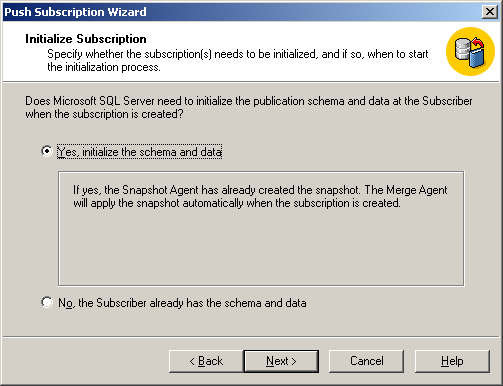 Push Subscription Wizard
Initialize Subscription
Specify whether the subscription(s) needs to be initialized, and if so, when to start
the initialization process.
Does Microsoft SQL Server need to initialize the publication schema and data at the Subscriber
when the subscription is created?
Yes, initialize the schema and data
If yes, the Snapshot Agent has already created the snapshot. The Merge Agent
will apply the snapshot automatically when the subscription is created.
No, the Subscriber already has the schema and data
< Back Next > Cancel Help